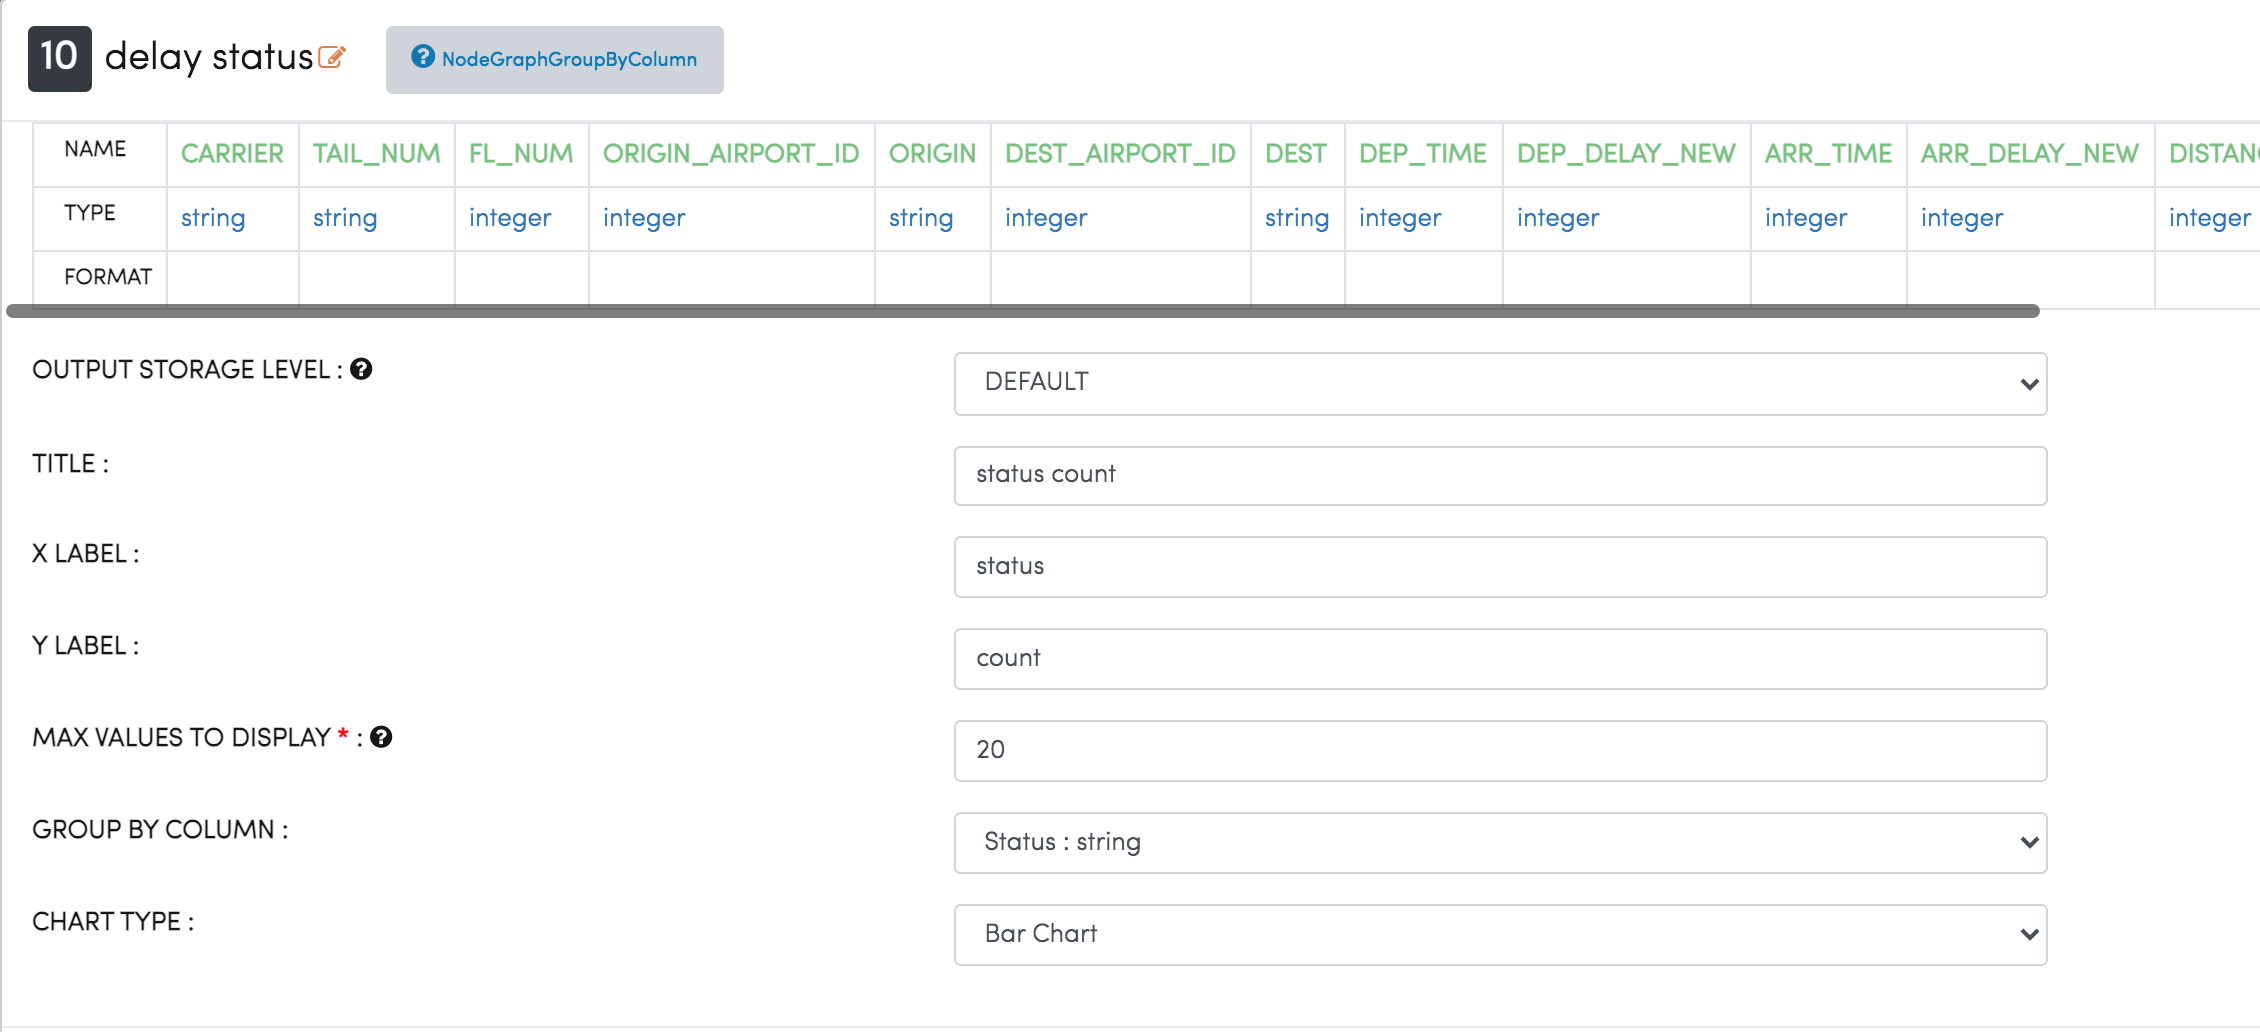 10 delay status NodeGraphGroupByColumn
NAME CARRIER TAIL_NUM FL_NUM ORIGIN_AIRPORT_ID ORIGIN DEST_AIRPORT_ID DEST DEP_TIME DEP_DELAY_NEW ARR_TIME ARR_DELAY_NEW DISTANC
TYPE string string integer integer string integer string integer integer integer integer integer
FORMAT
OUTPUT STORAGE LEVEL : DEFAULT
TITLE : status count
X LABEL : status
Y LABEL : count
MAX VALUES TO DISPLAY * : 20
GROUP BY COLUMN : Status : string
CHART TYPE : Bar Chart